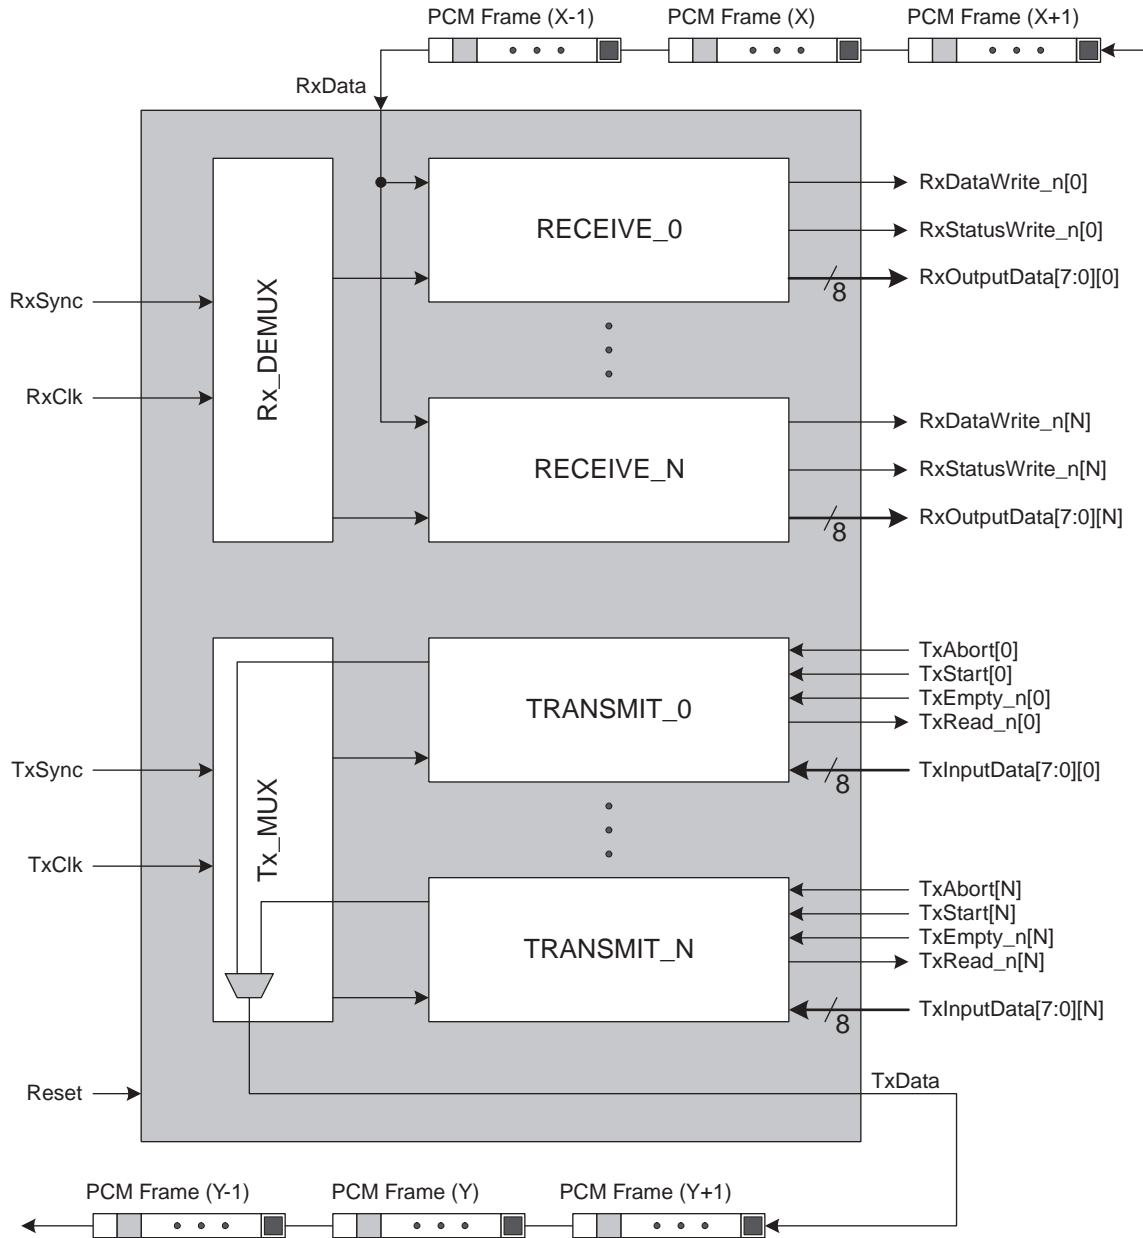 PCM Frame (X-1)
PCM Frame (X)
PCM Frame (X+1)
RxData
RECEIVE_0
RxDataWrite_n[0]
RxStatusWrite_n[0]
RxOutputData[7:0][0]
8
RxSync
RxClk
Rx_DEMUX
RECEIVE_N
RxDataWrite_n[N]
RxStatusWrite_n[N]
RxOutputData[7:0][N]
8
TRANSMIT_0
TxAbort[0]
TxStart[0]
TxEmpty_n[0]
TxRead_n[0]
TxInputData[7:0][0]
8
TxSync
TxClk
Tx_MUX
TRANSMIT_N
TxAbort[N]
TxStart[N]
TxEmpty_n[N]
TxRead_n[N]
TxInputData[7:0][N]
8
Reset
TxData
PCM Frame (Y-1)
PCM Frame (Y)
PCM Frame (Y+1)